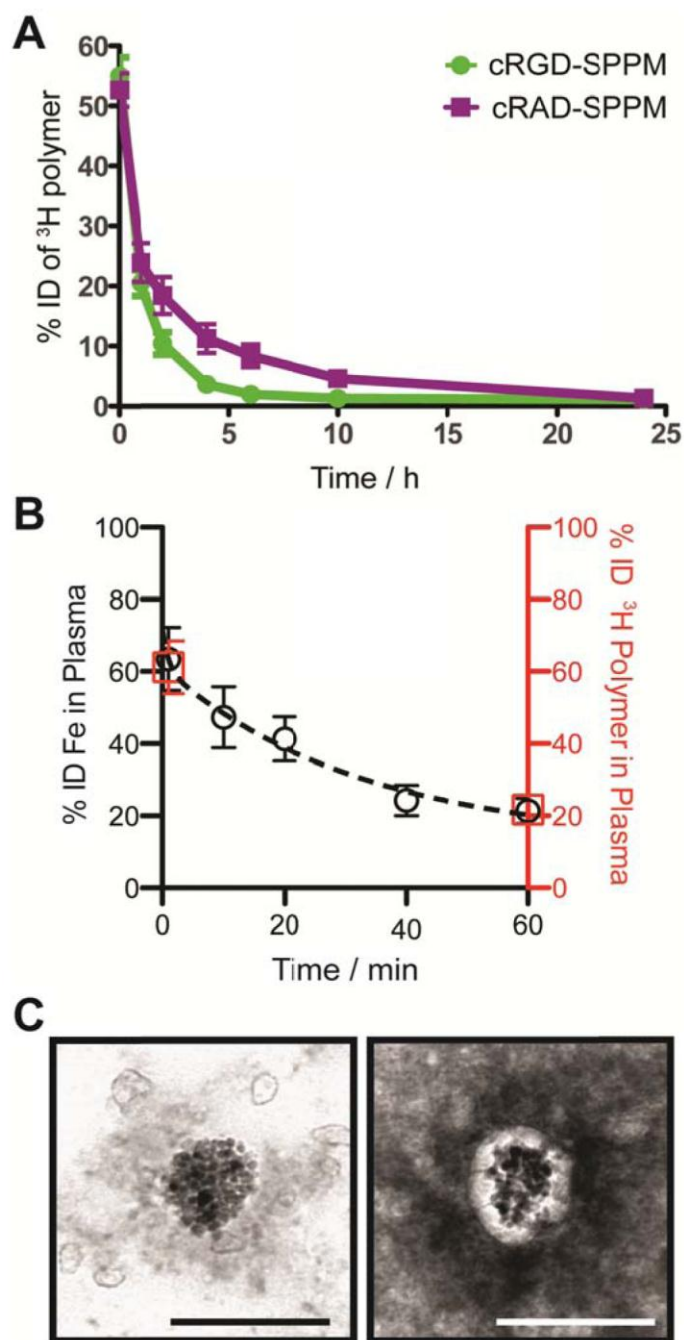 A
60
50
40
30
20
10
0
% ID of ³H polymer
cRGD-SPPM
cRAD-SPPM
0 5 10 15 20 25
Time / h
B
100
80
60
40
20
0
% ID Fe in Plasma
100
80
60
40
20
0
% ID ³H Polymer in Plasma
0 20 40 60
Time / min
C